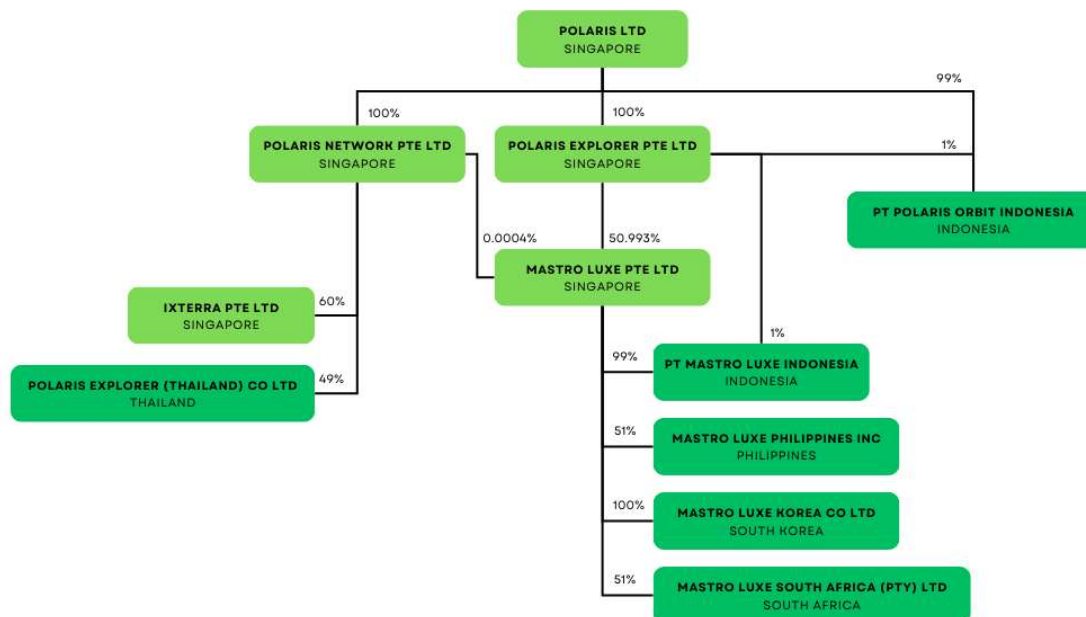 POLARIS LTD
SINGAPORE
99%
100%
100%
POLARIS NETWORK PTE LTD
SINGAPORE
POLARIS EXPLORER PTE LTD
SINGAPORE
1%
PT POLARIS ORBIT INDONESIA
INDONESIA
0.0004%
50.993%
MASTRO LUXE PTE LTD
SINGAPORE
IXTERRA PTE LTD
SINGAPORE
60%
1%
99%
PT MASTRO LUXE INDONESIA
INDONESIA
POLARIS EXPLORER (THAILAND) CO LTD
THAILAND
49%
51%
MASTRO LUXE PHILIPPINES INC
PHILIPPINES
100%
MASTRO LUXE KOREA CO LTD
SOUTH KOREA
51%
MASTRO LUXE SOUTH AFRICA (PTY) LTD
SOUTH AFRICA